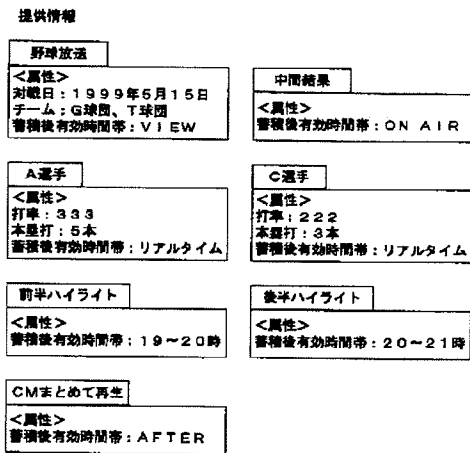 提供情報
野球放送
<属性>
対戦日：1999年5月15日
チーム：G球団、T球団
蓄積後有効時間帯：VIEW
中間結果
<属性>
蓄積後有効時間帯：ON AIR
A選手
<属性>
打率：333
本塁打：5本
蓄積後有効時間帯：リアルタイム
C選手
<属性>
打率：222
本塁打：3本
蓄積後有効時間帯：リアルタイム
前半ハイライト
<属性>
蓄積後有効時間帯：19〜20時
後半ハイライト
<属性>
蓄積後有効時間帯：20〜21時
CMまとめて再生
<属性>
蓄積後有効時間帯：AFTER